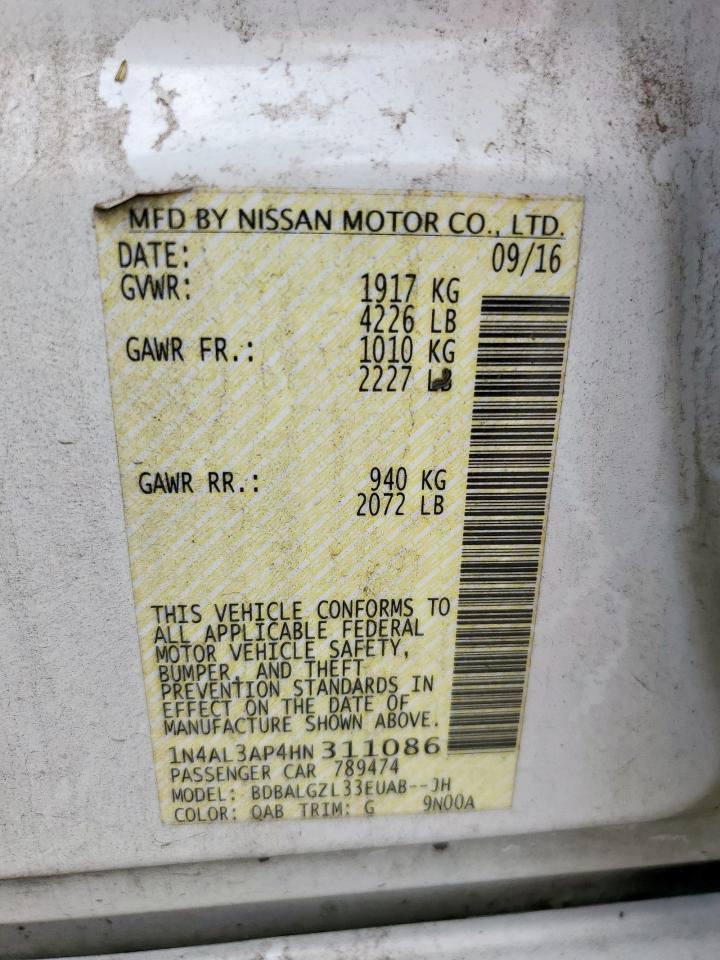 MFD BY NISSAN MOTOR CO., LTD.
DATE: 09/16
GVWR: 1917 KG
4226 LB
GAWR FR.: 1010 KG
2227 LB
GAWR RR.: 940 KG
2072 LB
THIS VEHICLE CONFORMS TO
ALL APPLICABLE FEDERAL
MOTOR VEHICLE SAFETY,
BUMPER, AND THEFT
PREVENTION STANDARDS IN
EFFECT ON THE DATE OF
MANUFACTURE SHOWN ABOVE.
1N4AL3AP4HN311086
PASSENGER CAR 789474
MODEL: BDBALGZL33EUAB--JH
COLOR: QAB TRIM: G 9N00A